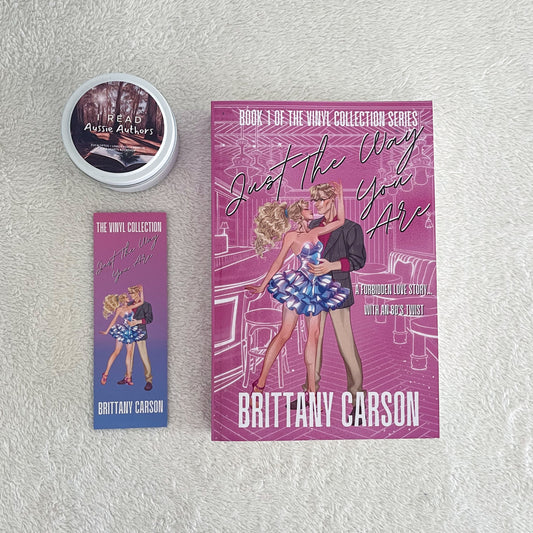 I READ
Aussie Authors
THE VINYL COLLECTION
Just The Way
You Are
BRITTANY CARSON
BOOK 1 OF THE VINYL COLLECTION SERIES
Just The Way
You
Are
A FORBIDDEN LOVE STORY...
WITH AN 80'S TWIST
BRITTANY CARSON